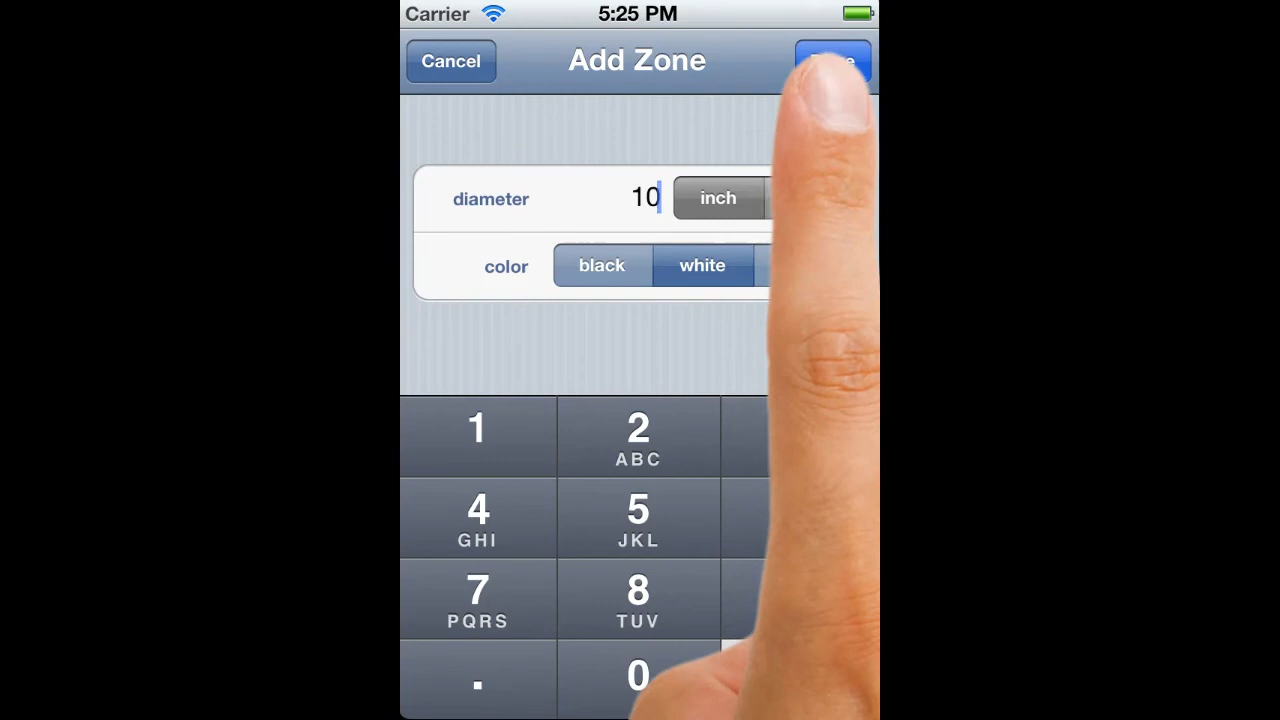 Carrier 5:25 PM
Cancel Add Zone
diameter 10 inch
color black white
1 2
ABC
4 5
GHI JKL
7 8
PQRS TUV
. 0